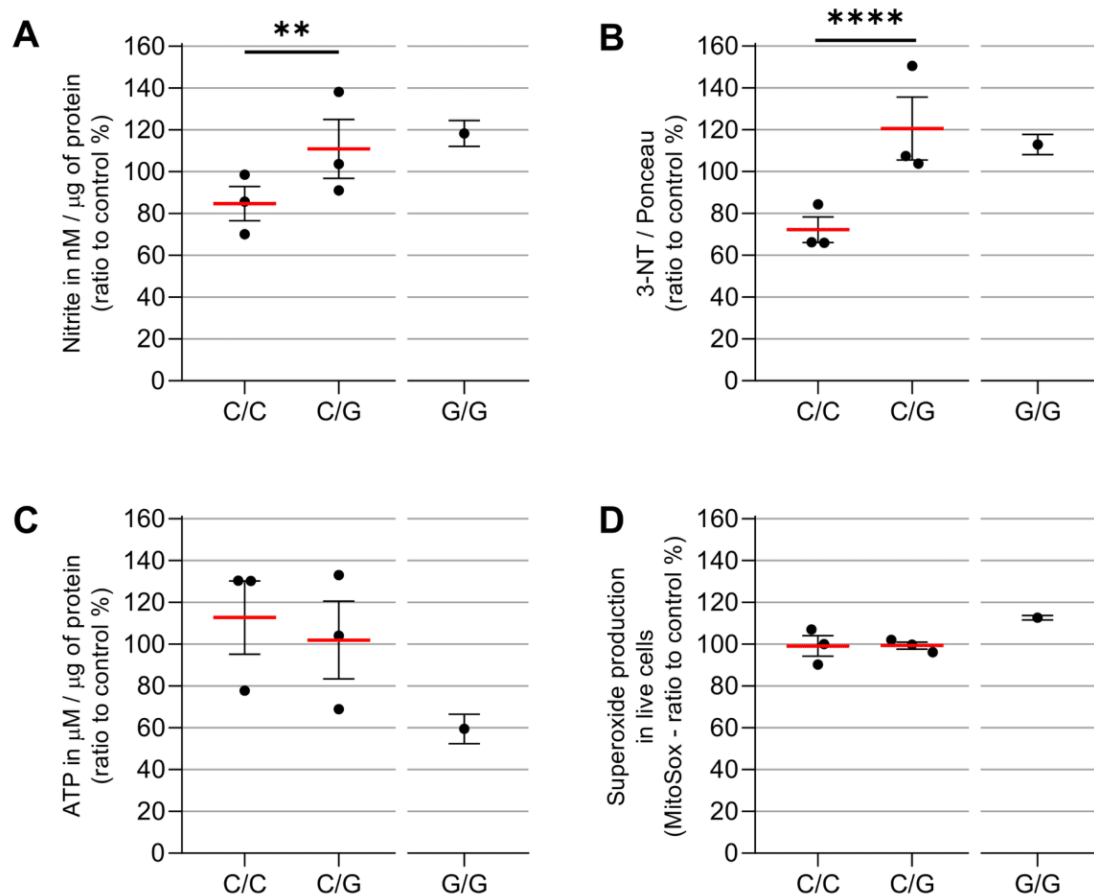 A
**
Nitrite in nM / μg of protein
(ratio to control %)
160
140
120
100
80
60
40
20
0
C/C C/G G/G
B
****
3-NT / Ponceau
(ratio to control %)
160
140
120
100
80
60
40
20
0
C/C C/G G/G
C
ATP in μM / μg of protein
(ratio to control %)
160
140
120
100
80
60
40
20
0
C/C C/G G/G
D
Superoxide production
in live cells
(MitoSox - ratio to control %)
160
140
120
100
80
60
40
20
0
C/C C/G G/G